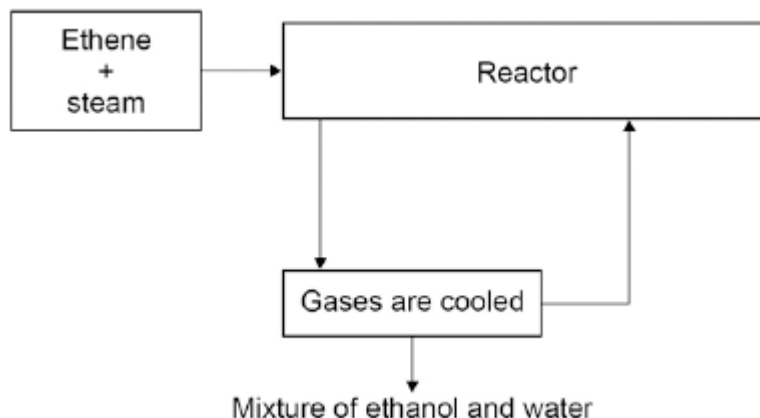 Ethene
+
steam
Reactor
Gases are cooled
Mixture of ethanol and water